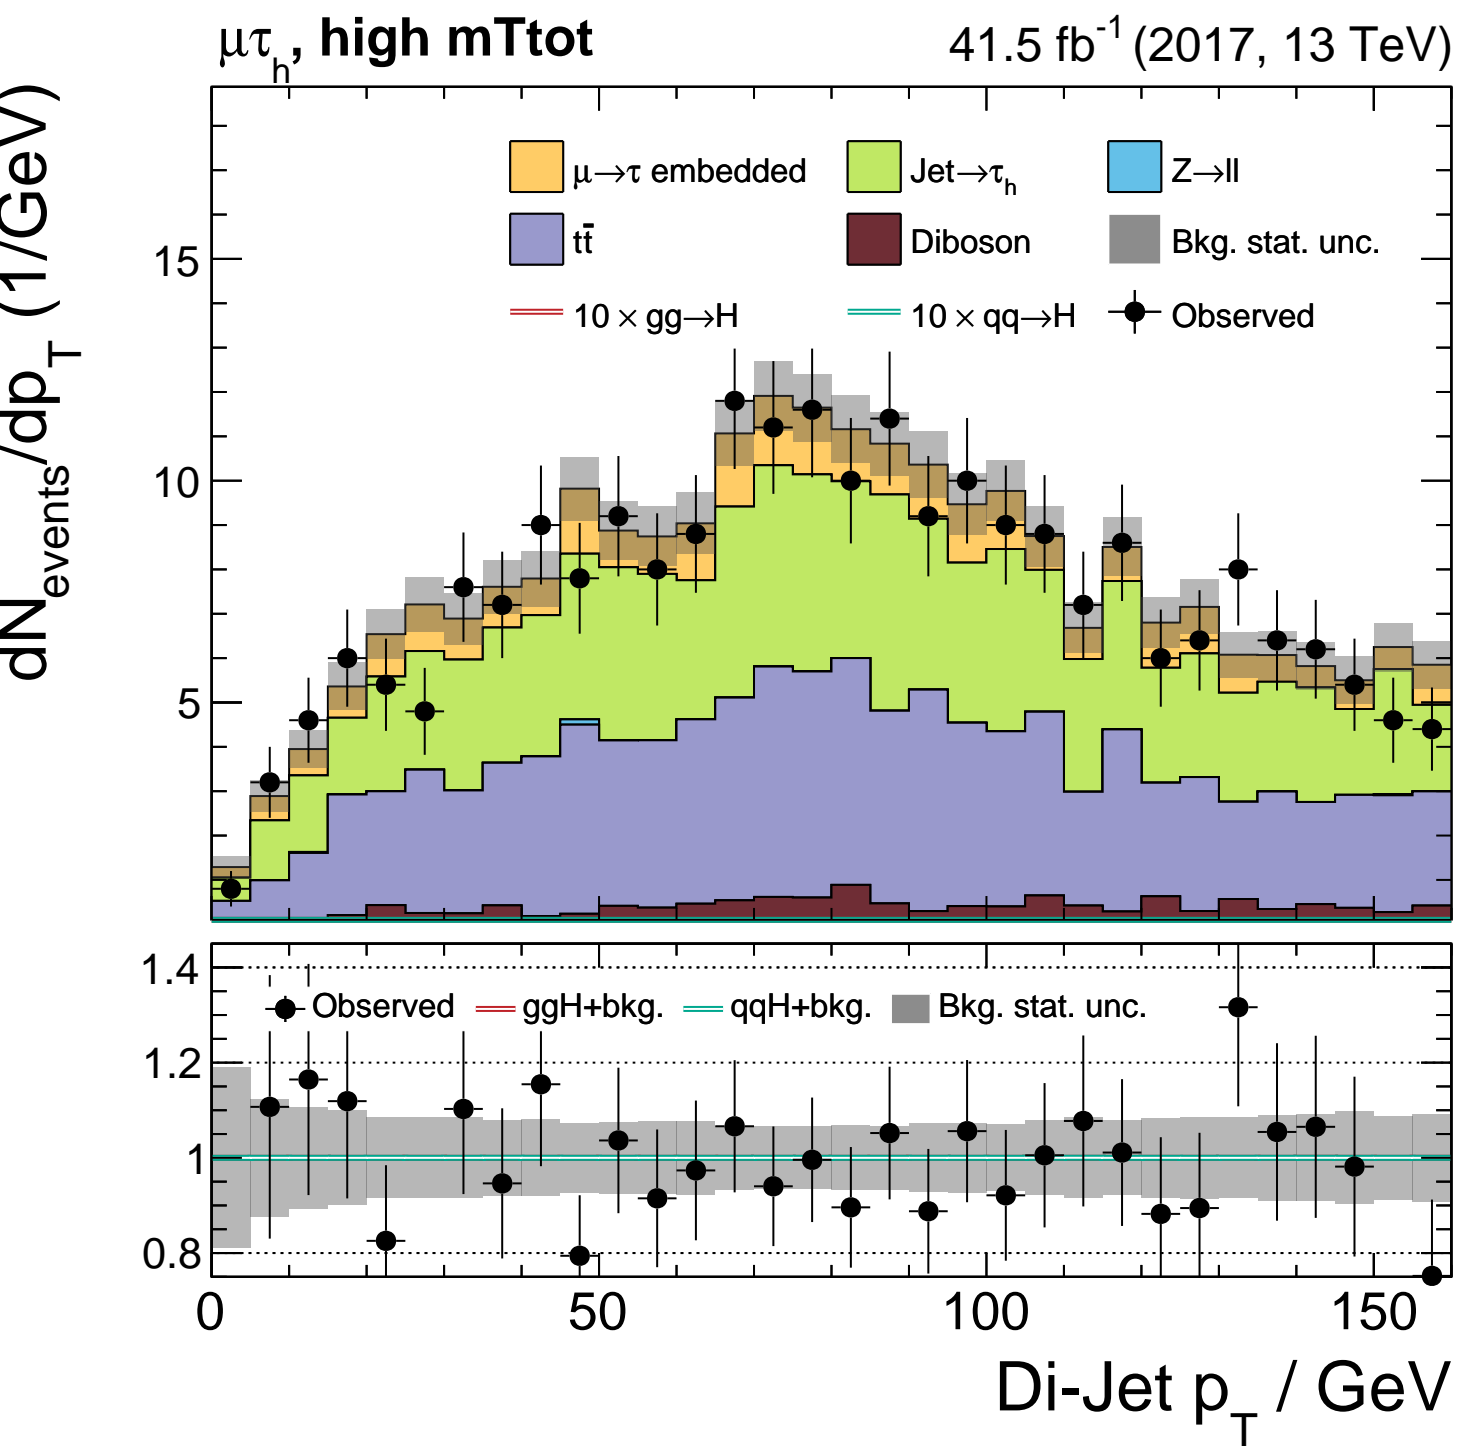 μτh, high mTtot
41.5 fb-1 (2017, 13 TeV)
dNevents/dpT (1/GeV)
15
10
5
μ→τ embedded
Jet→τh
Z→ll
tt̄
Diboson
Bkg. stat. unc.
10 × gg→H
10 × qq→H
Observed
1.4
1.2
1
0.8
Observed
ggH+bkg.
qqH+bkg.
Bkg. stat. unc.
0
50
100
150
Di-Jet pT / GeV